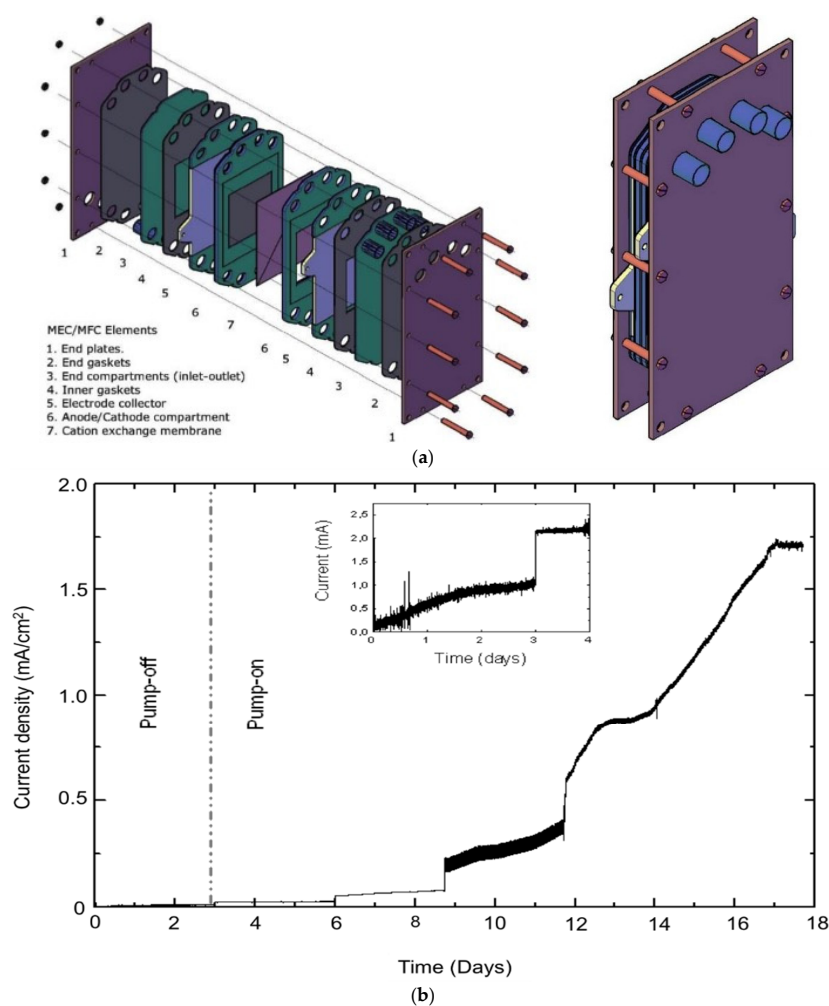 1
2
3
4
5
6
7
6
5
4
3
2
1
MEC/MFC Elements
1. End plates.
2. End gaskets
3. End compartments (inlet-outlet)
4. Inner gaskets
5. Electrode collector
6. Anode/Cathode compartment
7. Cation exchange membrane
(a)
2.0
1.5
1.0
0.5
0
Current density (mA/cm2)
Pump-off
Pump-on
2.5
2.0
1.5
1.0
0.5
0.0
Current (mA)
0 1 2 3 4
Time (days)
0 2 4 6 8 10 12 14 16 18
Time (Days)
(b)